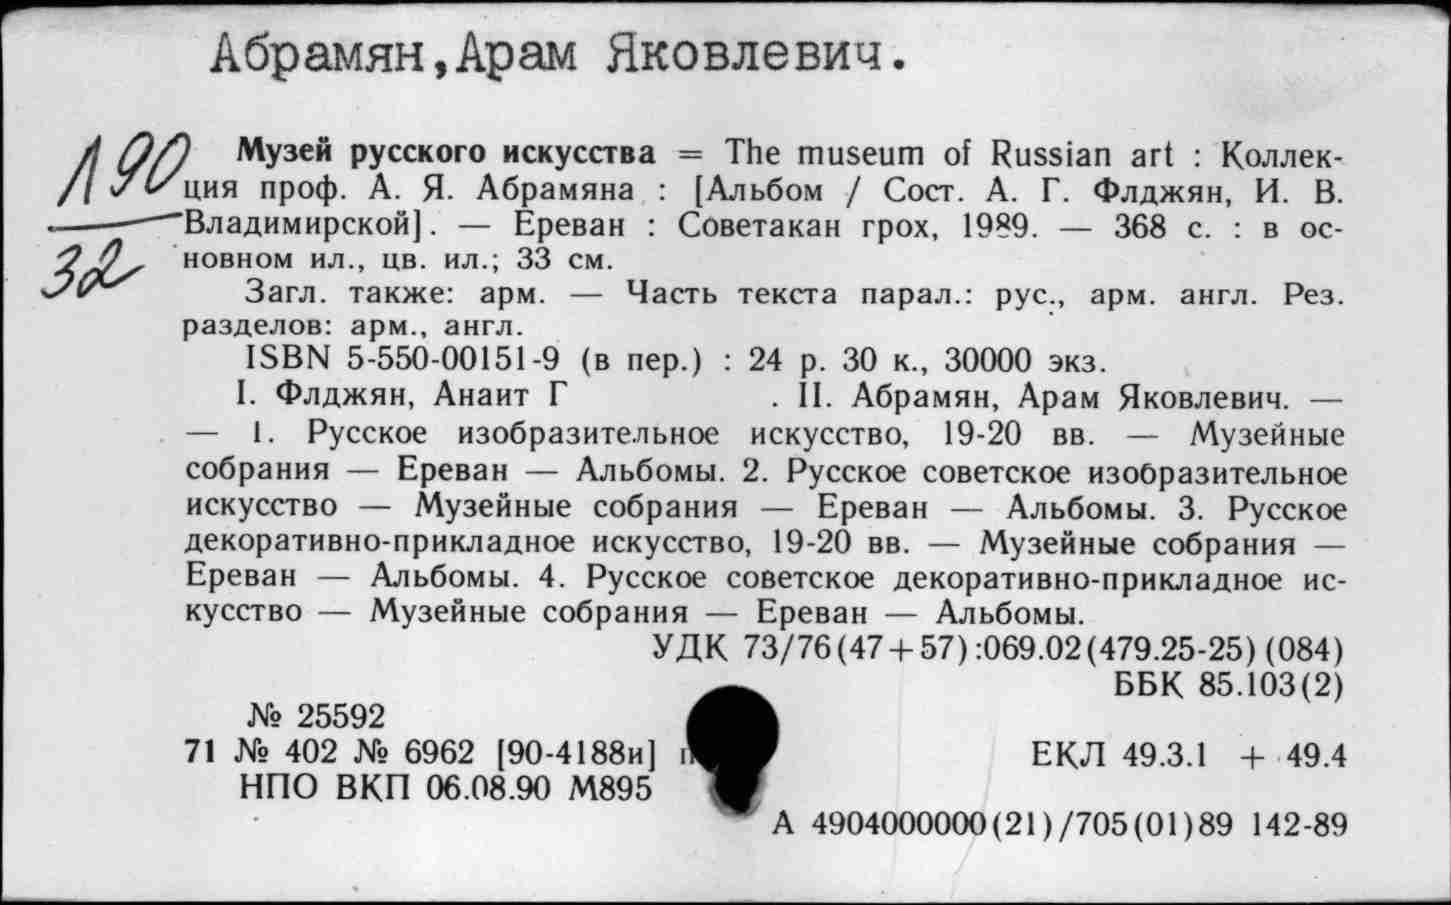 Абрамян,Арам Яковлевич.
Л90
32
Музей русского искусства = The museum of Russian art : Коллек-
ция проф. А. Я. Абрамяна : [Альбом / Сост. А. Г. Флджян, И. В.
Владимирской]. — Ереван : Советакан грох, 1989. — 368 с. : в ос-
новном ил., цв. ил.; 33 см.
Загл. также: арм. — Часть текста парал.: рус., арм. англ. Рез.
разделов: арм., англ.
ISBN 5-550-00151-9 (в пер.) : 24 р. 30 к., 30000 экз.
I. Флджян, Анаит Г . II. Абрамян, Арам Яковлевич. —
— 1. Русское изобразительное искусство, 19-20 вв. — Музейные
собрания — Ереван — Альбомы. 2. Русское советское изобразительное
искусство — Музейные собрания — Ереван — Альбомы. 3. Русское
декоративно-прикладное искусство, 19-20 вв. — Музейные собрания —
Ереван — Альбомы. 4. Русское советское декоративно-прикладное ис-
кусство — Музейные собрания — Ереван — Альбомы.
УДК 73/76(47+57):069.02(479.25-25)(084)
ББК 85.103(2)
№ 25592
71 № 402 № 6962 [90-4188и]
ЕКЛ 49.3.1 + 49.4
НПО ВКП 06.08.90 М895
А 4904000000(21)/705(01)89 142-89